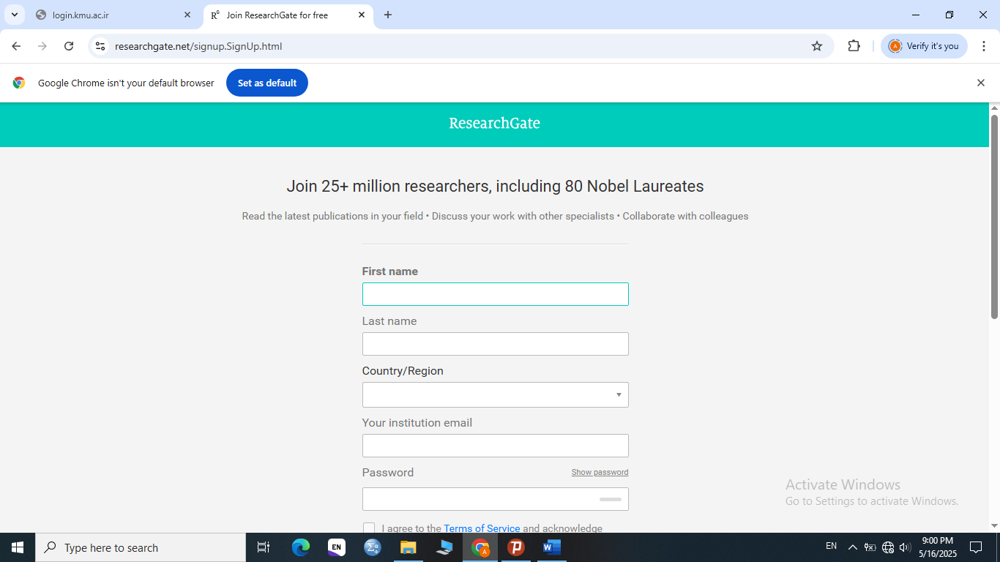 login.kmu.ac.ir
Join ResearchGate for free
researchgate.net/signup.SignUp.html
Verify it's you
Google Chrome isn't your default browser
Set as default
ResearchGate
Join 25+ million researchers, including 80 Nobel Laureates
Read the latest publications in your field • Discuss your work with other specialists • Collaborate with colleagues
First name
Last name
Country/Region
Your institution email
Password
Show password
I agree to the Terms of Service and acknowledge
Activate Windows
Go to Settings to activate Windows.
Type here to search
EN
EN
9:00 PM
5/16/2025